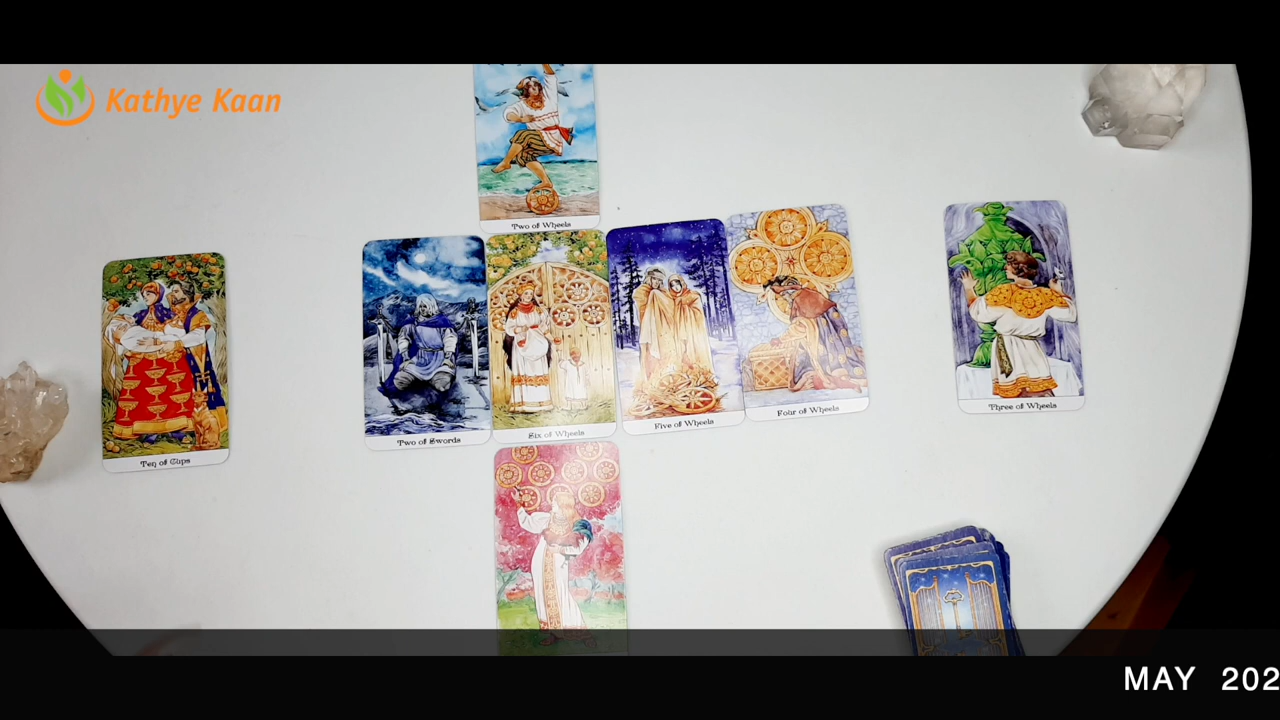 Kathye Kaan
Two of Wheels
Ten of Cups
Two of Swords
Six of Wheels
Five of Wheels
Four of Wheels
Three of Wheels
MAY 202